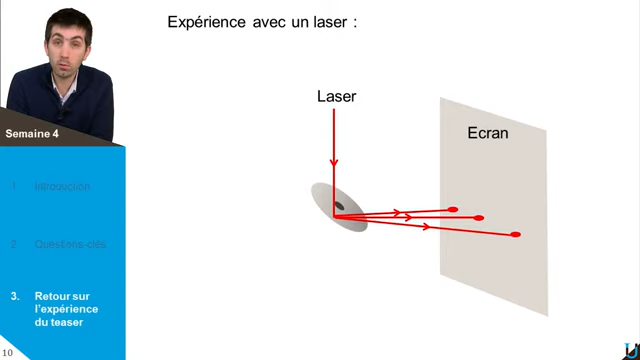 Expérience avec un laser :
Laser
Ecran
Semaine 4
1 Introduction
2 Questions-clés
3. Retour sur
l'expérience
du teaser
10